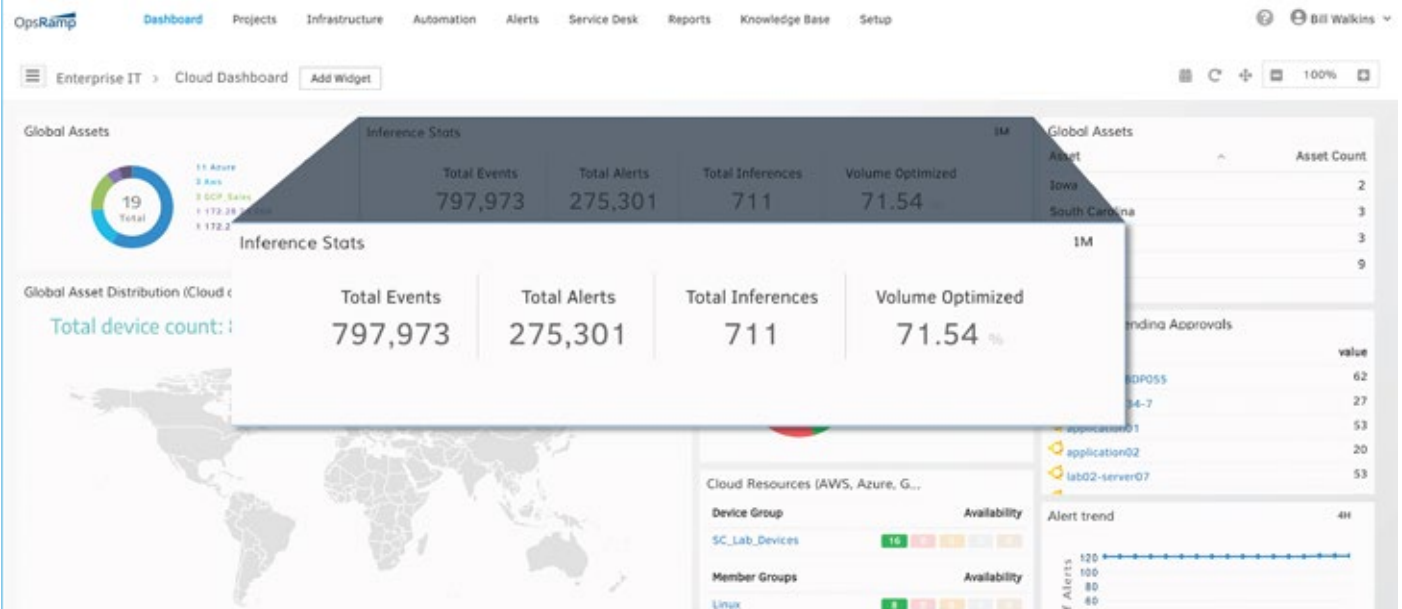 OpsRamp Dashboard Projects Infrastructure Automation Alerts Service Desk Reports Knowledge Base Setup Bill Walkins
Enterprise IT > Cloud Dashboard Add Widget 100%
Global Assets
19
Total
11 Azure
3 Aws
3 GCP_Sales
Inference Stats 1M
Total Events Total Alerts Total Inferences Volume Optimized
797,973 275,301 711 71.54
Global Assets
Asset Asset Count
Iowa 2
South Carolina 3
3
9
Inference Stats 1M
Total Events Total Alerts Total Inferences Volume Optimized
797,973 275,301 711 71.54 %
Global Asset Distribution (Cloud
Total device count:
Approvals
value
62
27
application01 53
application02 20
lab02-server07 53
Cloud Resources (AWS, Azure, G...
Device Group Availability
SC_Lab_Devices 16
Member Groups Availability
Linux 8
Alert trend 4H
Alerts
120
100
80
60